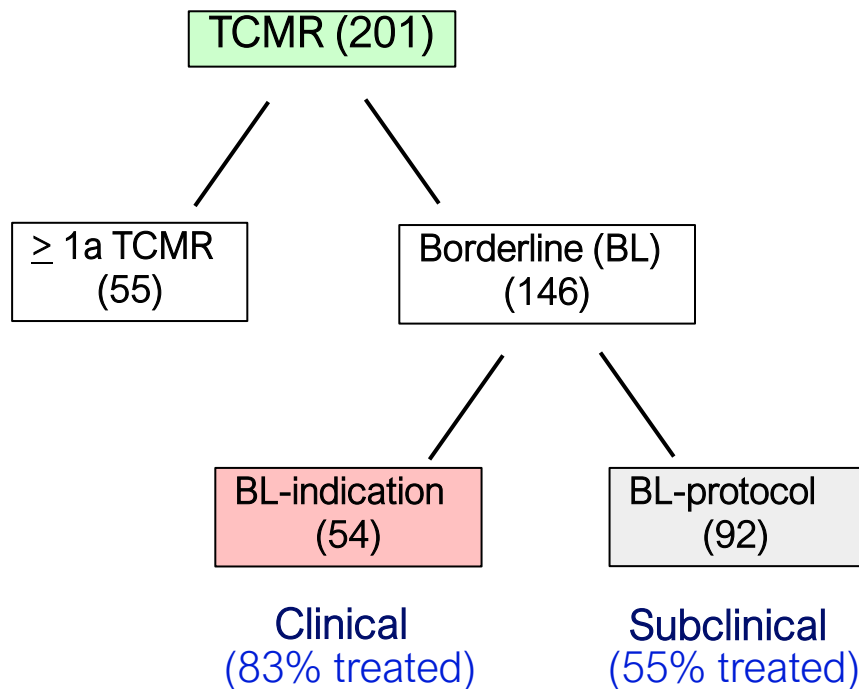 TCMR (201)
≥ 1a TCMR
(55)
Borderline (BL)
(146)
BL-indication
(54)
BL-protocol
(92)
Clinical
(83% treated)
Subclinical
(55% treated)